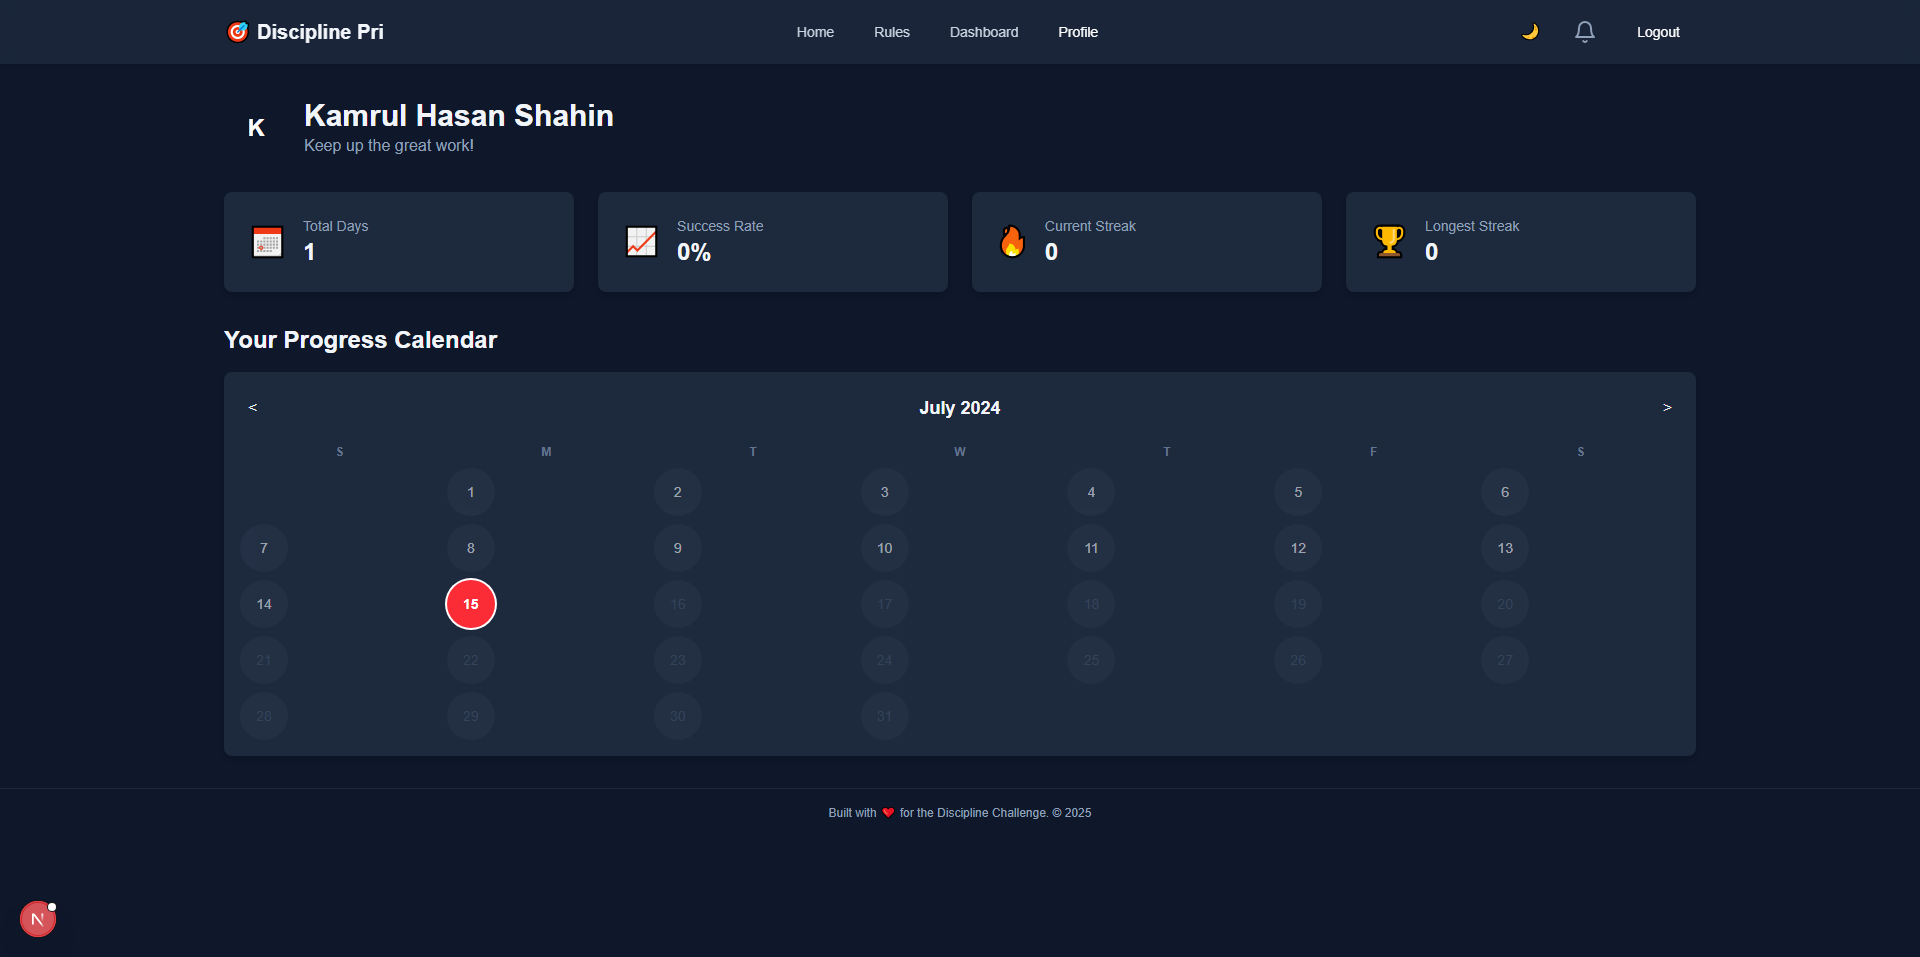 🎯 Discipline Pri
Home Rules Dashboard Profile
Logout
K
Kamrul Hasan Shahin
Keep up the great work!
Total Days
1
Success Rate
0%
Current Streak
0
Longest Streak
0
Your Progress Calendar
< July 2024 >
S M T W T F S
1 2 3 4 5 6
7 8 9 10 11 12 13
14 15 16 17 18 19 20
21 22 23 24 25 26 27
28 29 30 31
Built with ❤️ for the Discipline Challenge. © 2025
N